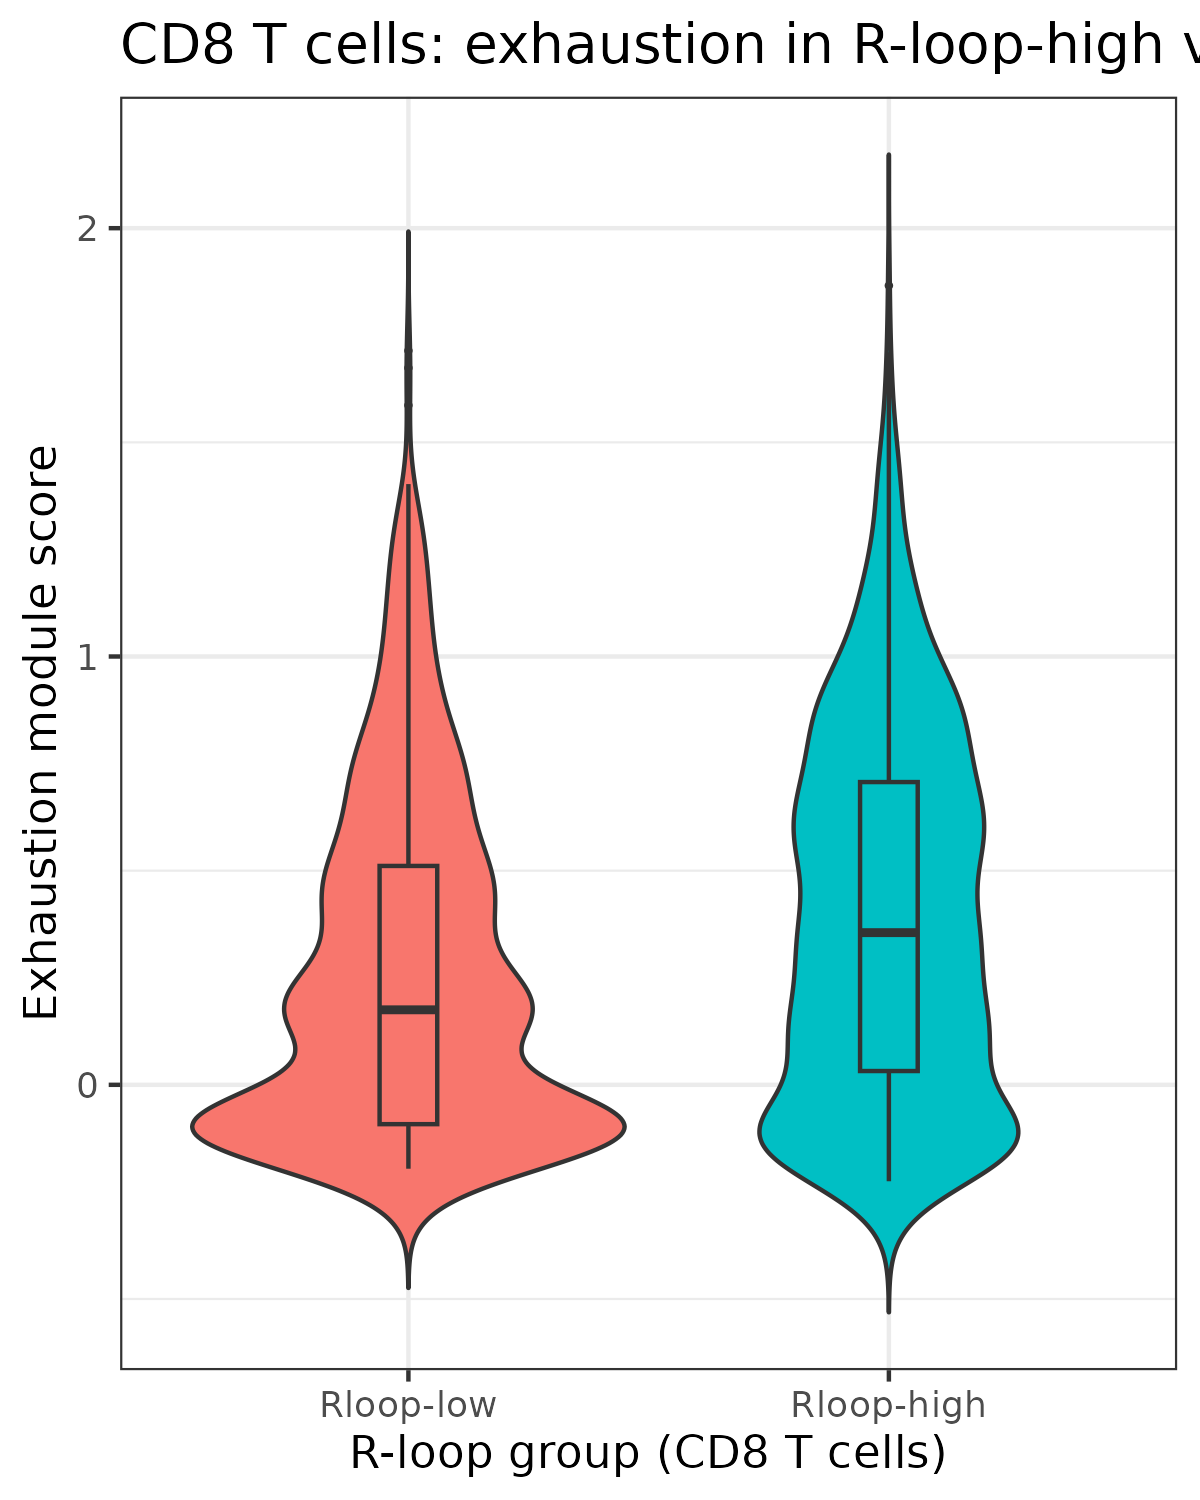 CD8 T cells: exhaustion in R-loop-high
2
1
0
Exhaustion module score
Rloop-low
Rloop-high
R-loop group (CD8 T cells)